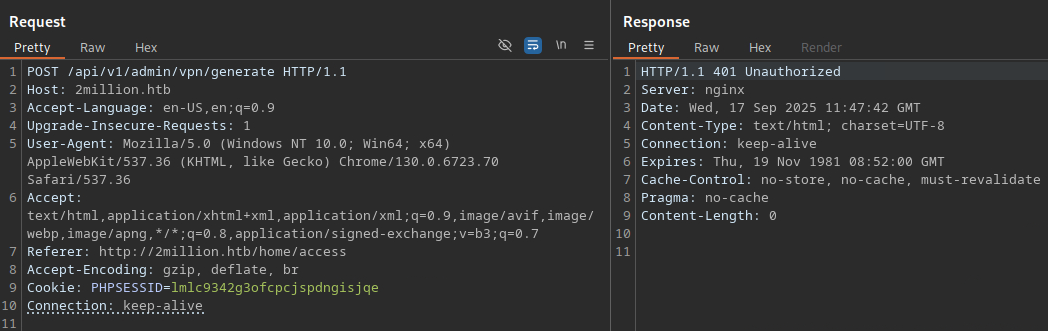 Request
Pretty Raw Hex \n
1 POST /api/v1/admin/vpn/generate HTTP/1.1
2 Host: 2million.htb
3 Accept-Language: en-US,en;q=0.9
4 Upgrade-Insecure-Requests: 1
5 User-Agent: Mozilla/5.0 (Windows NT 10.0; Win64; x64)
AppleWebKit/537.36 (KHTML, like Gecko) Chrome/130.0.6723.70
Safari/537.36
6 Accept:
text/html,application/xhtml+xml,application/xml;q=0.9,image/avif,image/
webp,image/apng,*/*;q=0.8,application/signed-exchange;v=b3;q=0.7
7 Referer: http://2million.htb/home/access
8 Accept-Encoding: gzip, deflate, br
9 Cookie: PHPSESSID=lmlc9342g3ofcpcjspdngisjqe
10 Connection: keep-alive
11
Response
Pretty Raw Hex Render
1 HTTP/1.1 401 Unauthorized
2 Server: nginx
3 Date: Wed, 17 Sep 2025 11:47:42 GMT
4 Content-Type: text/html; charset=UTF-8
5 Connection: keep-alive
6 Expires: Thu, 19 Nov 1981 08:52:00 GMT
7 Cache-Control: no-store, no-cache, must-revalidate
8 Pragma: no-cache
9 Content-Length: 0
10
11